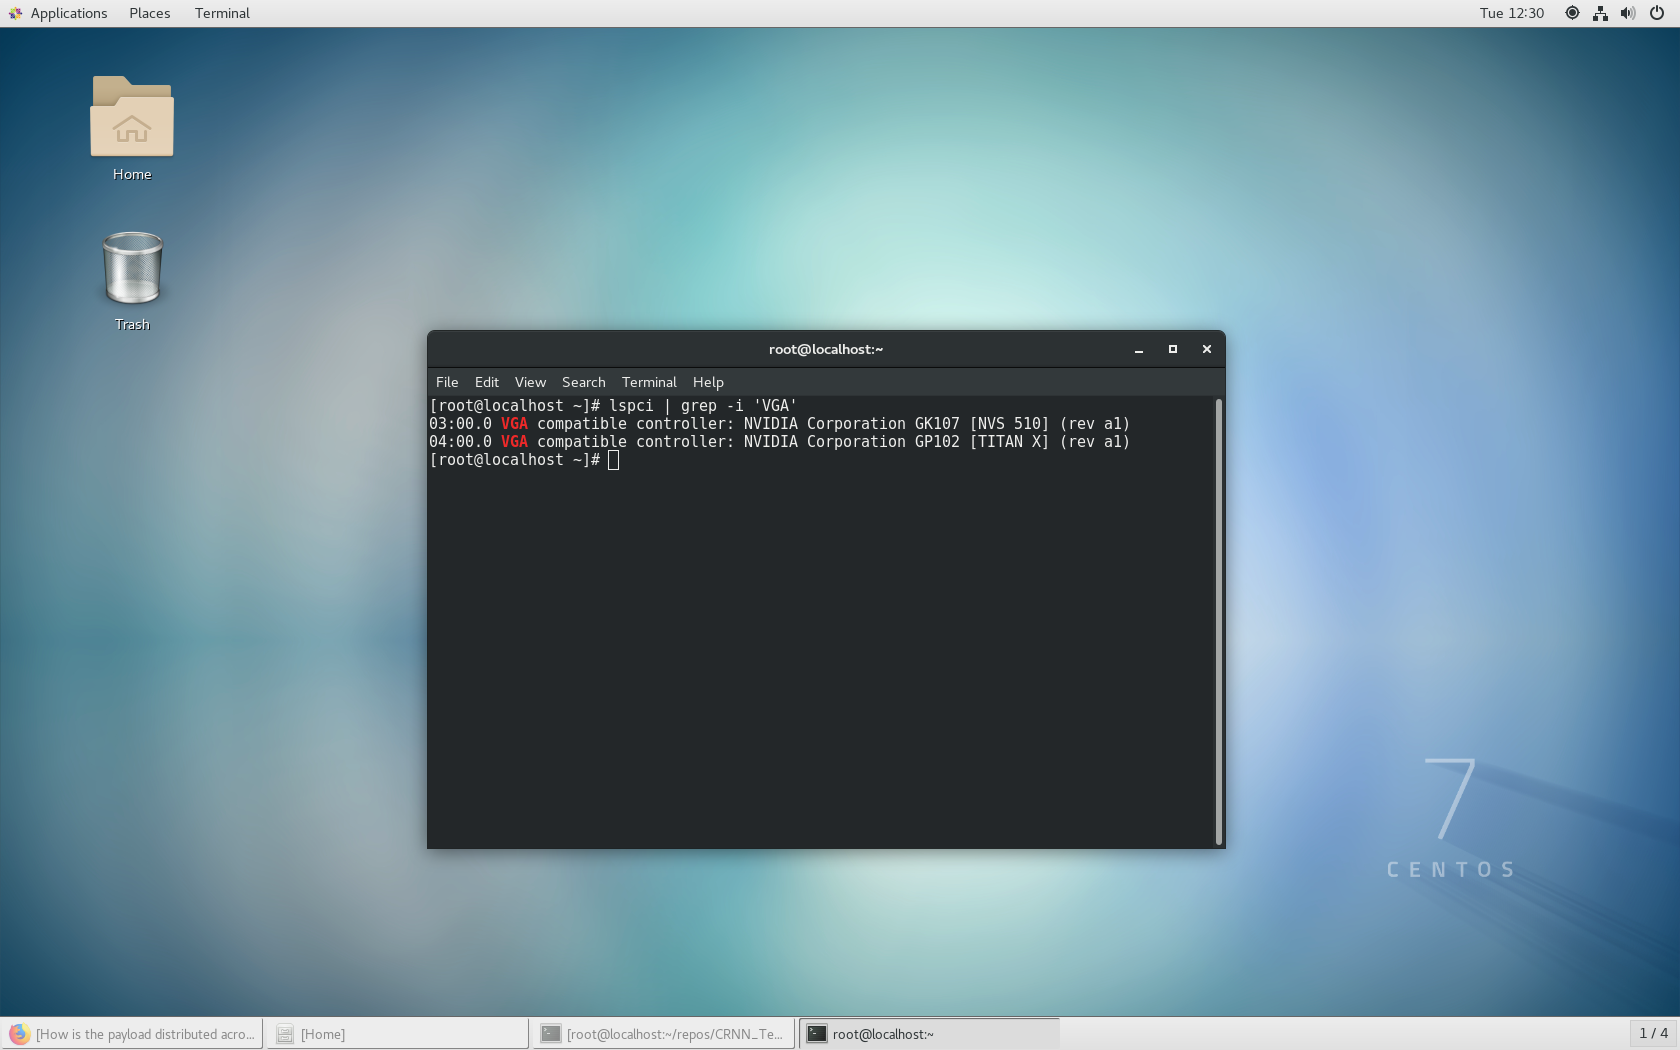 Applications Places Terminal Tue 12:30
Home
Trash
root@localhost:~
File Edit View Search Terminal Help
[root@localhost ~]# lspci | grep -i 'VGA'
03:00.0 VGA compatible controller: NVIDIA Corporation GK107 [NVS 510] (rev a1)
04:00.0 VGA compatible controller: NVIDIA Corporation GP102 [TITAN X] (rev a1)
[root@localhost ~]#
7
CENTOS
[How is the payload distributed acro... [Home] [root@localhost:~/repos/CRNN_Te... root@localhost:~ 1 / 4